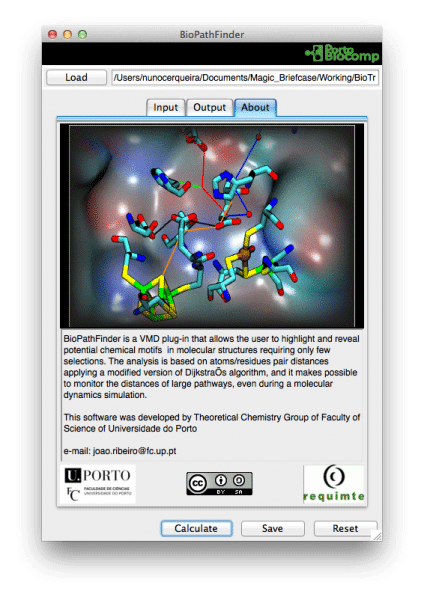 BioPathFinder
Porto
Biocomp
Load
/Users/nunocerqueira/Documents/Magic_Briefcase/Working/BioTr
Input
Output
About
BioPathFinder is a VMD plug-in that allows the user to highlight and reveal
potential chemical motifs in molecular structures requiring only few
selections. The analysis is based on atoms/residues pair distances
applying a modified version of DijkstraÕs algorithm, and it makes possible
to monitor the distances of large pathways, even during a molecular
dynamics simulation.
This software was developed by Theoretical Chemistry Group of Faculty of
Science of Universidade do Porto
e-mail: joao.ribeiro@fc.up.pt
U. PORTO
FC
FACULDADE DE CIÊNCIAS
UNIVERSIDADE DO PORTO
cc
BY SA
requimte
Calculate
Save
Reset